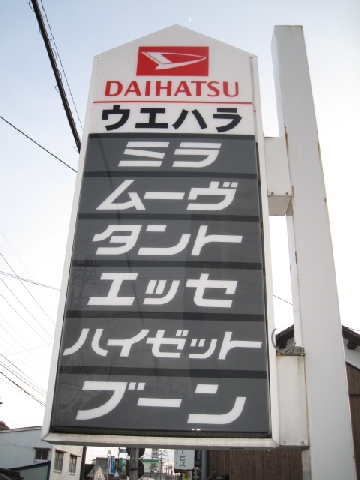 DAIHATSU
ウエハラ
ミラ
ムーヴ
タント
エッセ
ハイゼット
ブーン